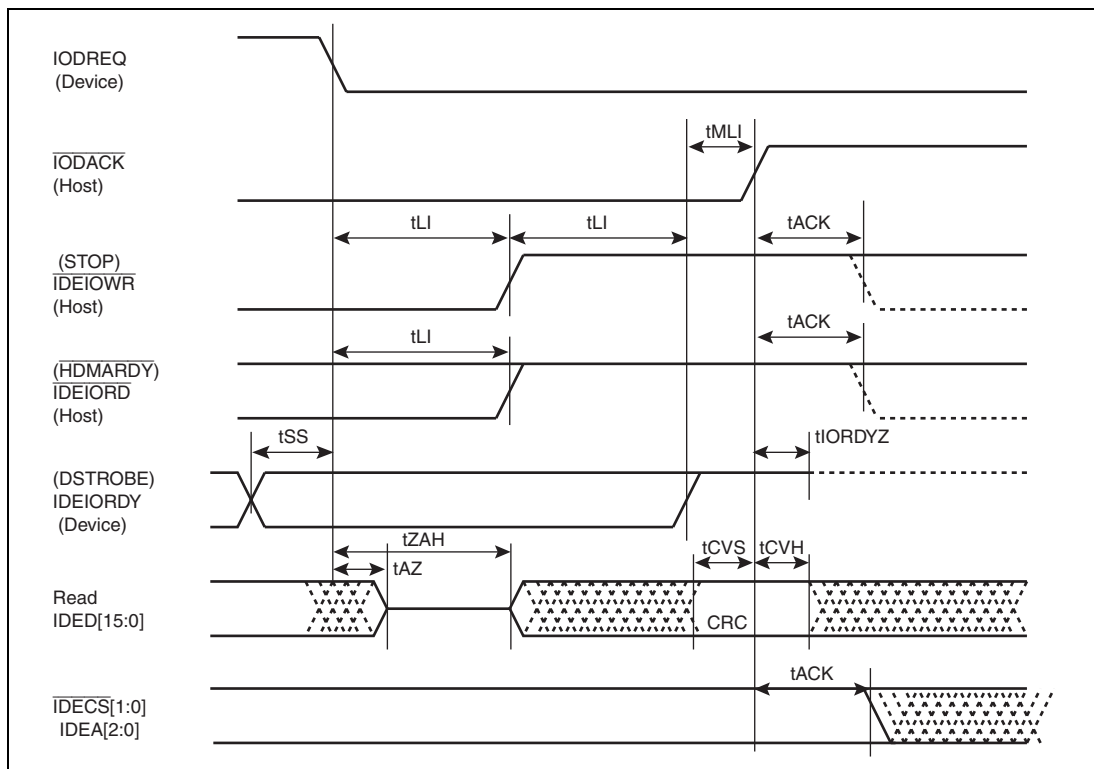 IODREQ
(Device)
tMLI
IODACK
(Host)
tLI
tLI
tACK
(STOP)
IDEIOWR
(Host)
tLI
tACK
(HDMARDY)
IDEIORD
(Host)
tSS
tIORDYZ
(DSTROBE)
IDEIORDY
(Device)
tZAH
tCVS
tCVH
tAZ
Read
IDED[15:0]
CRC
tACK
IDECS[1:0]
IDEA[2:0]